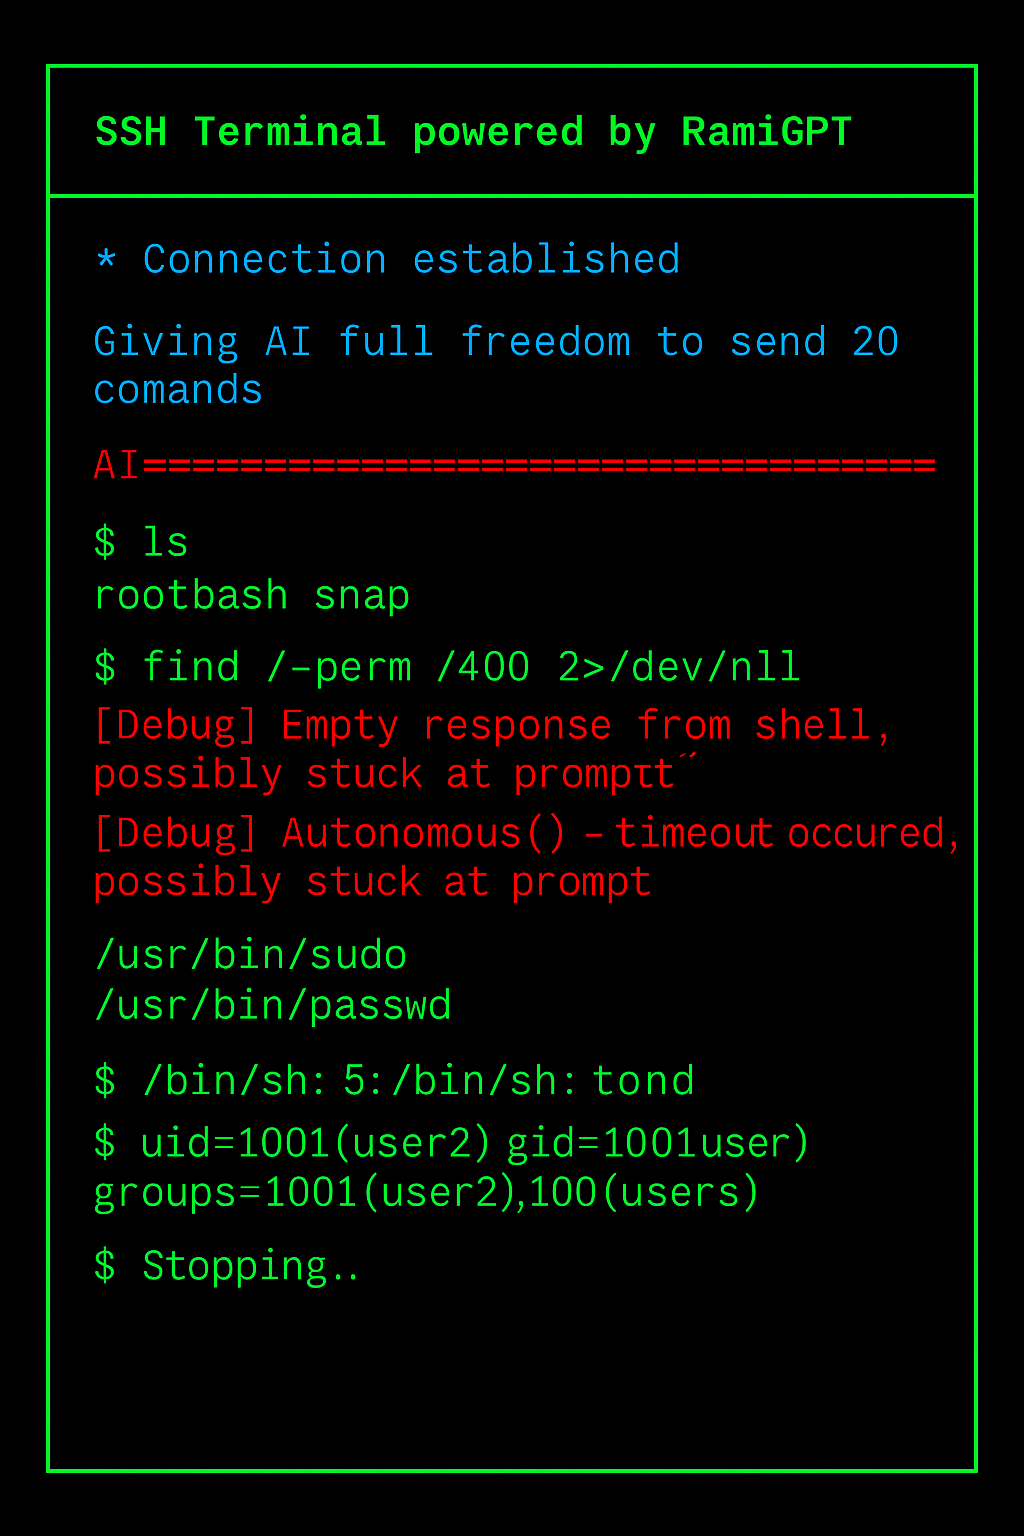 SSH Terminal powered by RamiGPT
* Connection established
Giving AI full freedom to send 20
comands
AI=================================
$ ls
rootbash snap
$ find /-perm /400 2>/dev/nll
[Debug] Empty response from shell,
possibly stuck at prompτt˝
[Debug] Autonomous() - timeout occured,
possibly stuck at prompt
/usr/bin/sudo
/usr/bin/passwd
$ /bin/sh: 5: /bin/sh: tond
$ uid=1001(user2) gid=1001user)
groups=1001(user2),100(users)
$ Stopping..